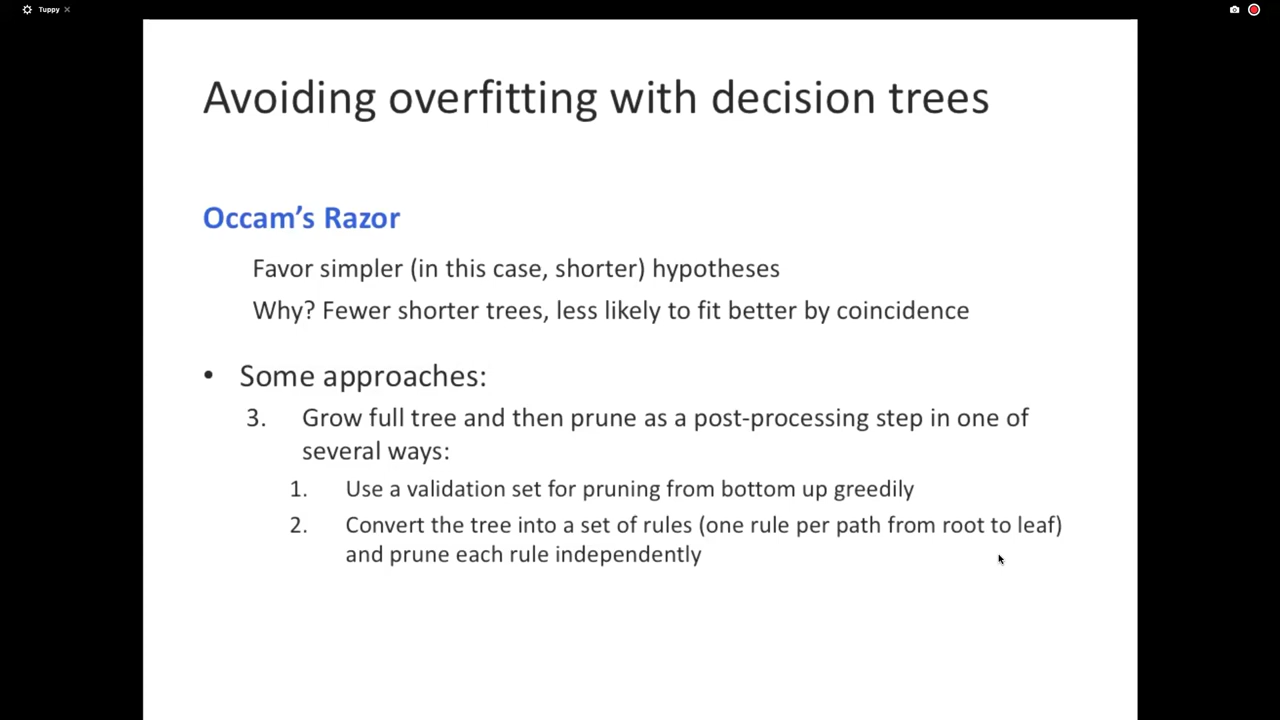 Tuppy
Avoiding overfitting with decision trees
Occam's Razor
Favor simpler (in this case, shorter) hypotheses
Why? Fewer shorter trees, less likely to fit better by coincidence
• Some approaches:
3. Grow full tree and then prune as a post-processing step in one of
several ways:
1. Use a validation set for pruning from bottom up greedily
2. Convert the tree into a set of rules (one rule per path from root to leaf)
and prune each rule independently